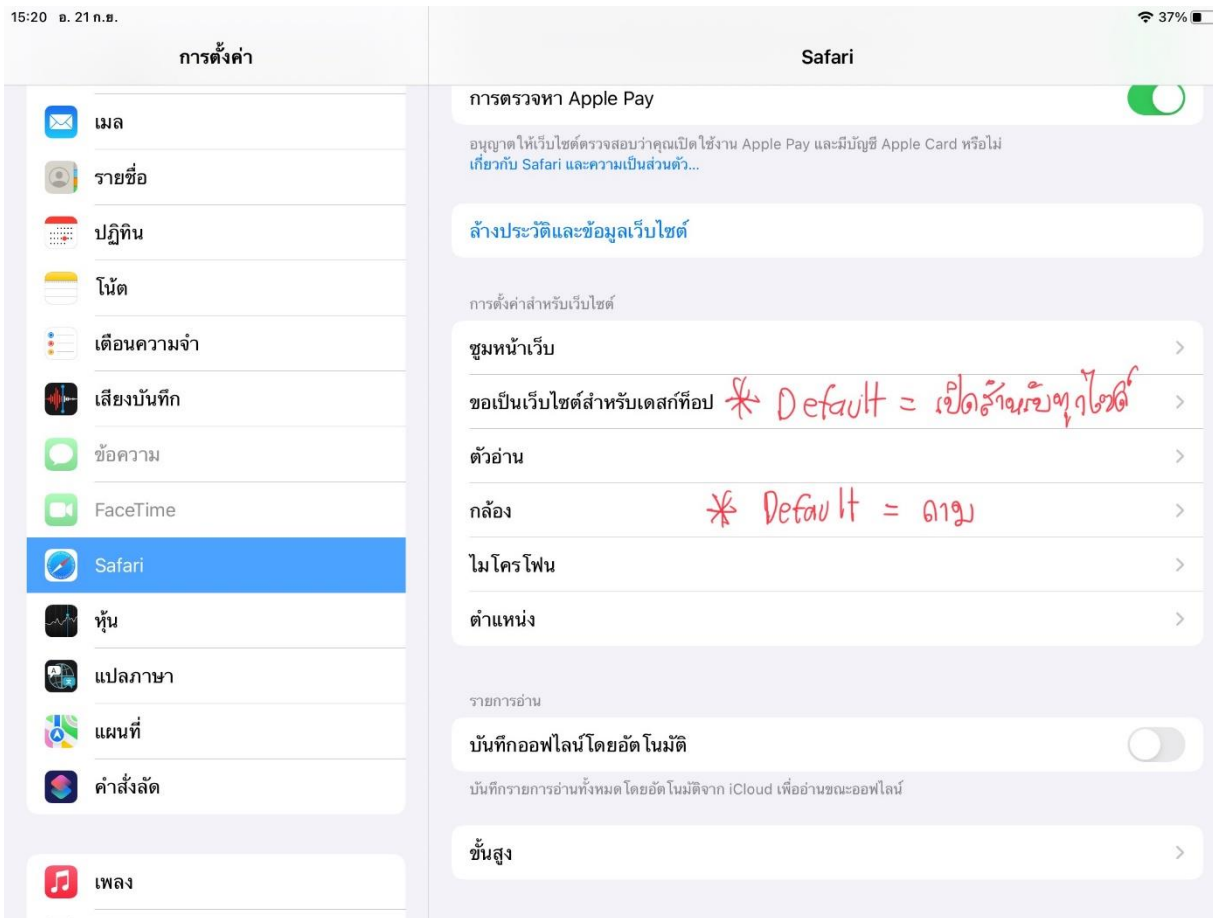 15:20 อ. 21 ก.ย.
37%
การตั้งค่า
เมล
รายชื่อ
ปฏิทิน
โน้ต
เตือนความจำ
เสียงบันทึก
ข้อความ
FaceTime
Safari
หุ้น
แปลภาษา
แผนที่
คำสั่งลัด
เพลง
Safari
การตรวจหา Apple Pay
อนุญาตให้เว็บไซต์ตรวจสอบว่าคุณเปิดใช้งาน Apple Pay และมีบัญชี Apple Card หรือไม่
เกี่ยวกับ Safari และความเป็นส่วนตัว...
ล้างประวัติและข้อมูลเว็บไซต์
การตั้งค่าสำหรับเว็บไซต์
ซูมหน้าเว็บ
ขอเป็นเว็บไซต์สำหรับเดสก์ท็อป * Default = เปิดสำหรับทุกไซต์
ตัวอ่าน
กล้อง * Default = ถาม
ไมโครโฟน
ตำแหน่ง
รายการอ่าน
บันทึกออฟไลน์โดยอัตโนมัติ
บันทึกรายการอ่านทั้งหมดโดยอัตโนมัติจาก iCloud เพื่ออ่านขณะออฟไลน์
ขั้นสูง